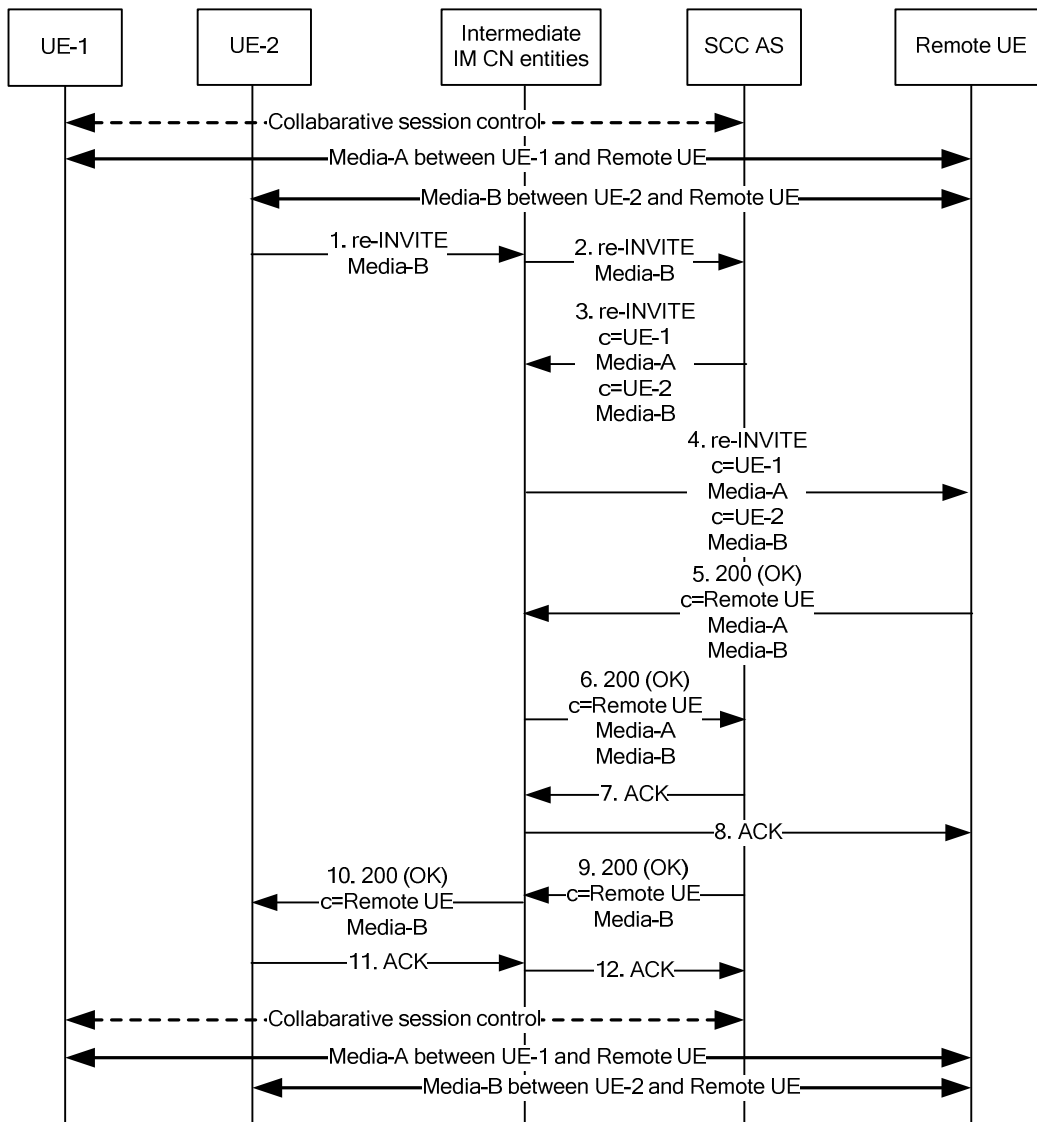 UE-1
UE-2
Intermediate
IM CN entities
SCC AS
Remote UE
Collabarative session control
Media-A between UE-1 and Remote UE
Media-B between UE-2 and Remote UE
1. re-INVITE
Media-B
2. re-INVITE
Media-B
3. re-INVITE
c=UE-1
Media-A
c=UE-2
Media-B
4. re-INVITE
c=UE-1
Media-A
c=UE-2
Media-B
5. 200 (OK)
c=Remote UE
Media-A
Media-B
6. 200 (OK)
c=Remote UE
Media-A
Media-B
7. ACK
8. ACK
9. 200 (OK)
c=Remote UE
Media-B
10. 200 (OK)
c=Remote UE
Media-B
11. ACK
12. ACK
Collabarative session control
Media-A between UE-1 and Remote UE
Media-B between UE-2 and Remote UE